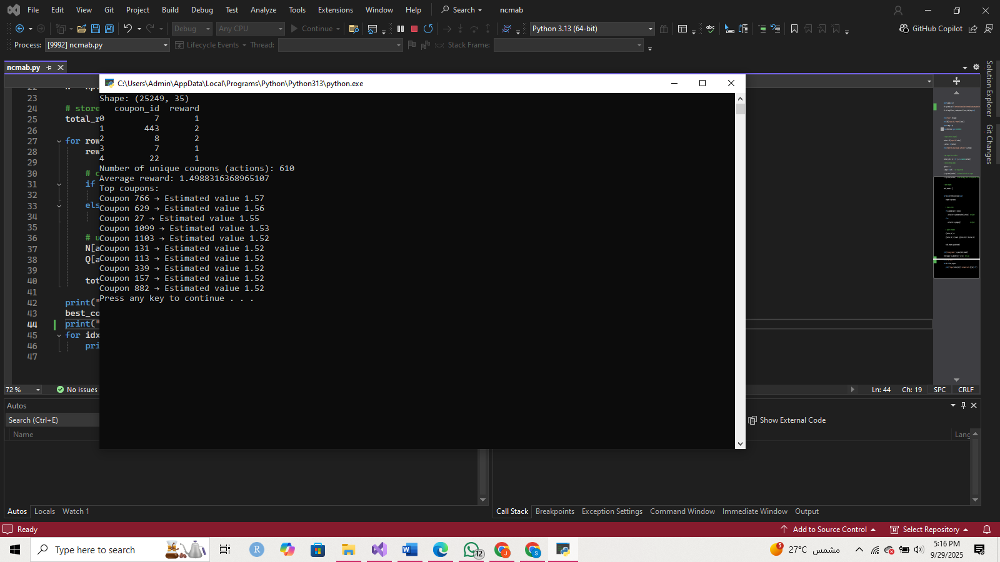 File Edit View Git Project Build Debug Test Analyze Tools Extensions Window Help Search ncmab
Debug Any CPU Continue Python 3.13 (64-bit) GitHub Copilot
Process: [9992] ncmab.py Lifecycle Events Thread: Stack Frame:
ncmab.py
C:\Users\Admin\AppData\Local\Programs\Python\Python313\python.exe
Shape: (25249, 35)
coupon_id reward
0 7 1
1 443 2
2 8 2
3 7 1
4 22 1
Number of unique coupons (actions): 610
Average reward: 1.4988316368965107
Top coupons:
Coupon 766 → Estimated value 1.57
Coupon 629 → Estimated value 1.56
Coupon 27 → Estimated value 1.55
Coupon 1099 → Estimated value 1.53
Coupon 1103 → Estimated value 1.52
Coupon 131 → Estimated value 1.52
Coupon 113 → Estimated value 1.52
Coupon 339 → Estimated value 1.52
Coupon 157 → Estimated value 1.52
Coupon 882 → Estimated value 1.52
Press any key to continue . . .
23
24 # store
25 total_r
26
27 for row
28 rew
29
30 # c
31 if
32
33 els
34
35
36 # u
37 N[a
38 Q[a
39
40 tot
41
42 print("
43 best_co
44 print("
45 for idx
46 pri
47
Solution Explorer
Git Changes
72 % No issues Ln: 44 Ch: 19 SPC CRLF
Autos
Search (Ctrl+E) Show External Code
Name Lang
Autos Locals Watch 1 Call Stack Breakpoints Exception Settings Command Window Immediate Window Output
Ready Add to Source Control Select Repository
Type here to search R W 12 J S 5 27°C مشمس 5:16 PM
9/29/2025